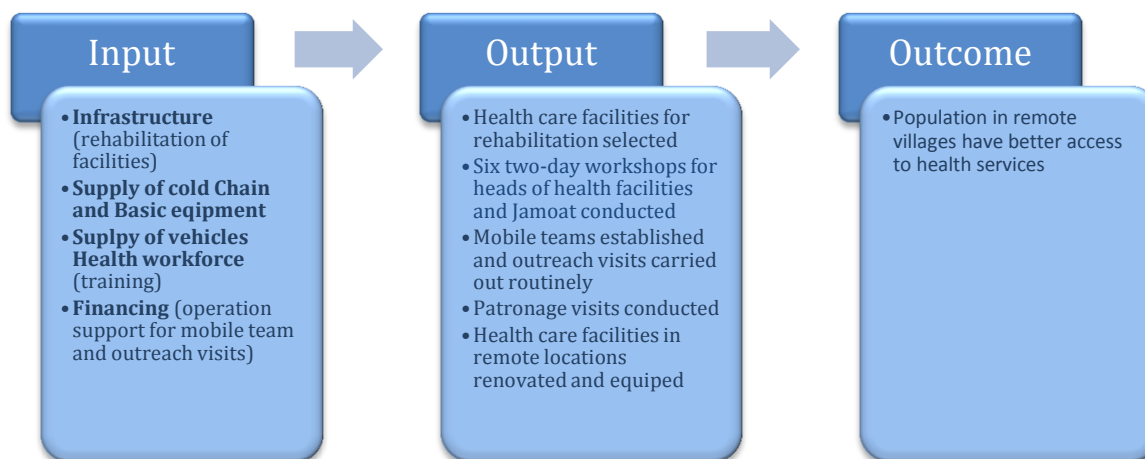 Input
• Infrastructure
(rehabilitation of
facilities)
• Supply of cold Chain
and Basic eqipment
• Suplpy of vehicles
Health workforce
(training)
• Financing (operation
support for mobile team
and outreach visits)
Output
• Health care facilities for
rehabilitation selected
• Six two-day workshops for
heads of health facilities
and Jamoat conducted
• Mobile teams established
and outreach visits carried
out routinely
• Patronage visits conducted
• Health care facilities in
remote locations
renovated and equiped
Outcome
• Population in remote
villages have better access
to health services